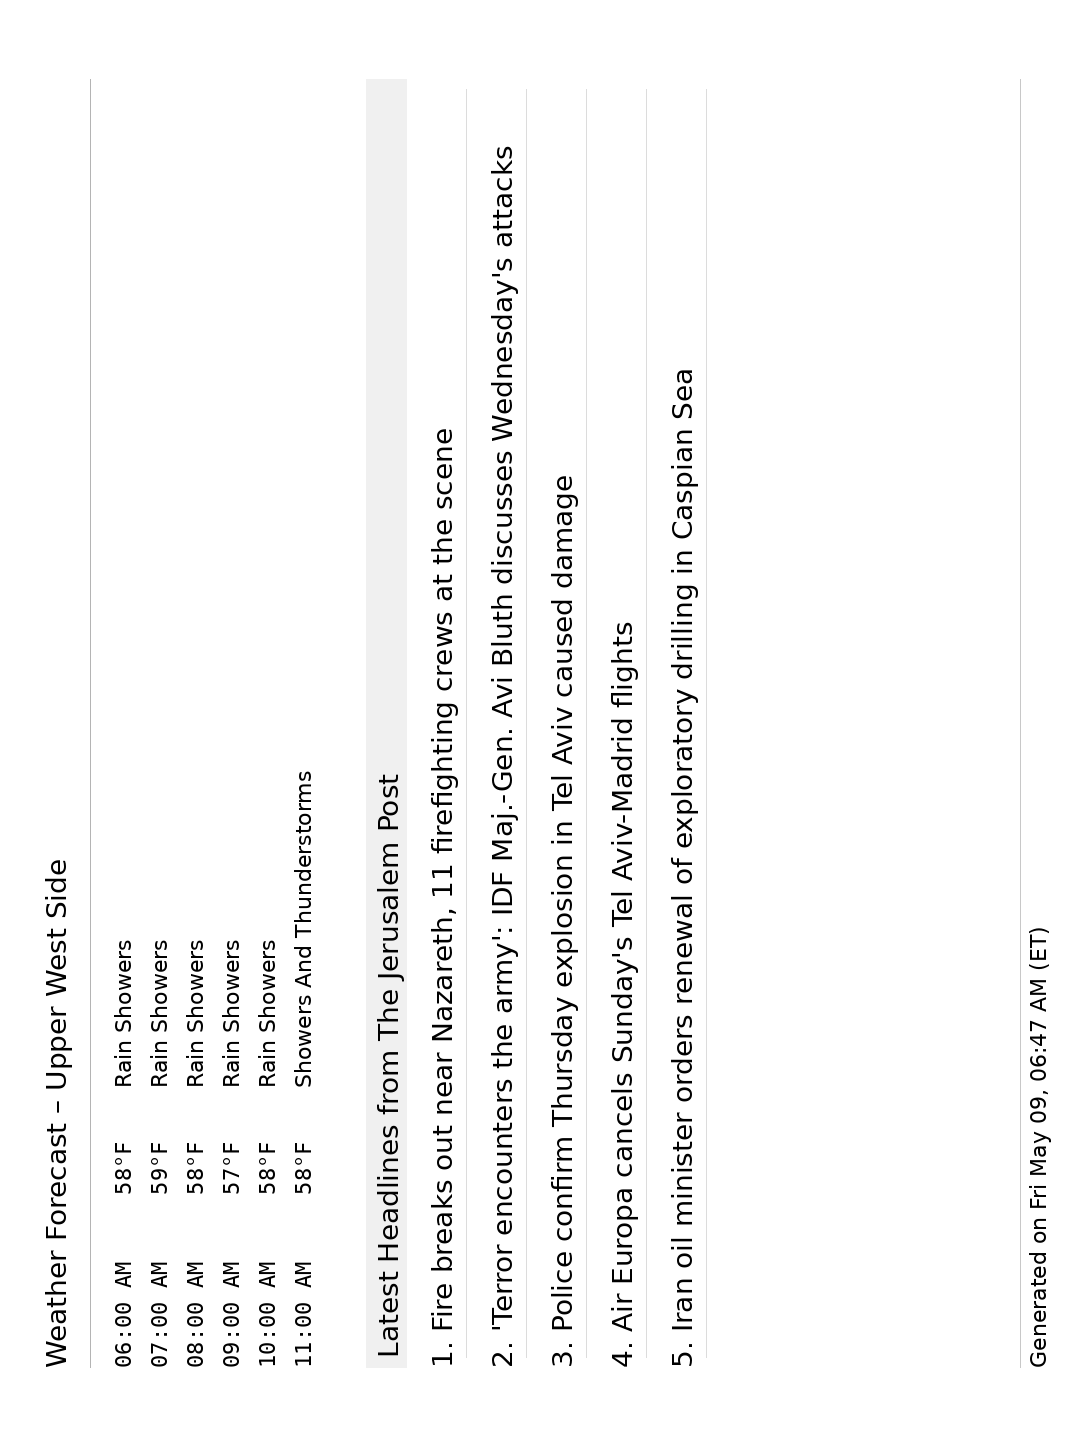 Weather Forecast – Upper West Side
06:00 AM 58°F Rain Showers
07:00 AM 59°F Rain Showers
08:00 AM 58°F Rain Showers
09:00 AM 57°F Rain Showers
10:00 AM 58°F Rain Showers
11:00 AM 58°F Showers And Thunderstorms
Latest Headlines from The Jerusalem Post
1. Fire breaks out near Nazareth, 11 firefighting crews at the scene
2. 'Terror encounters the army': IDF Maj.-Gen. Avi Bluth discusses Wednesday's attacks
3. Police confirm Thursday explosion in Tel Aviv caused damage
4. Air Europa cancels Sunday's Tel Aviv-Madrid flights
5. Iran oil minister orders renewal of exploratory drilling in Caspian Sea
Generated on Fri May 09, 06:47 AM (ET)